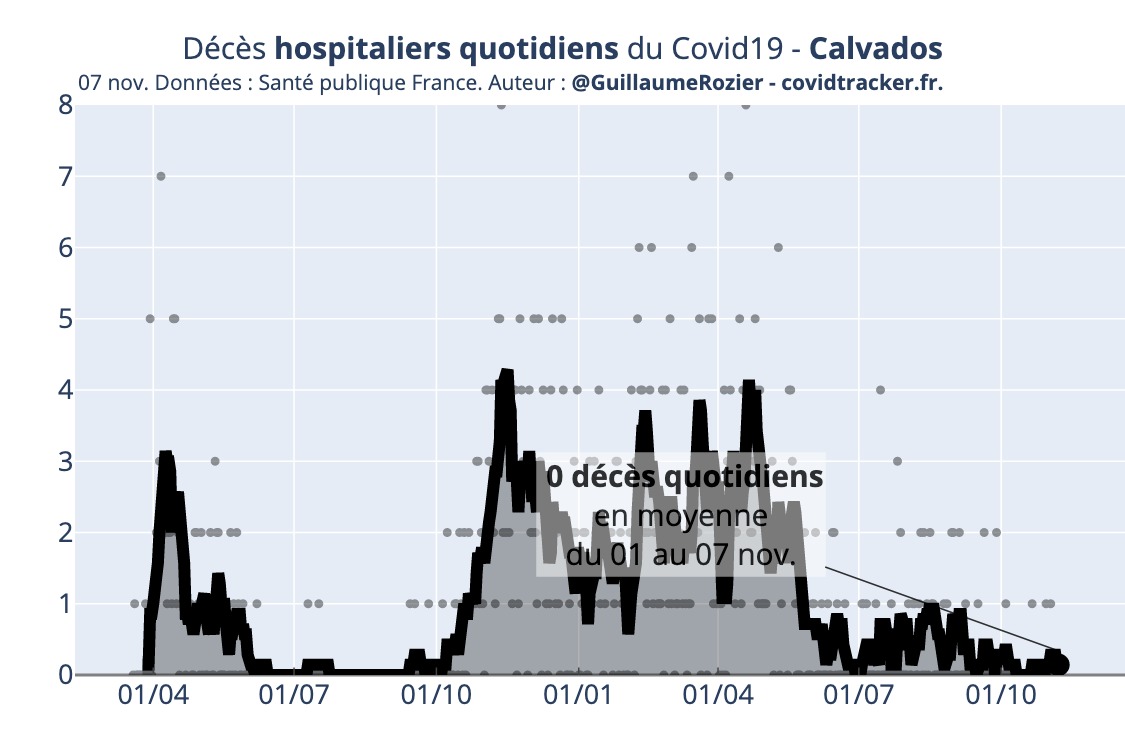 Décès hospitaliers quotidiens du Covid19 - Calvados
07 nov. Données : Santé publique France. Auteur : @GuillaumeRozier - covidtracker.fr.
8
7
6
5
4
3
2
1
0
0 décès quotidiens
en moyenne
du 01 au 07 nov.
01/04 01/07 01/10 01/01 01/04 01/07 01/10